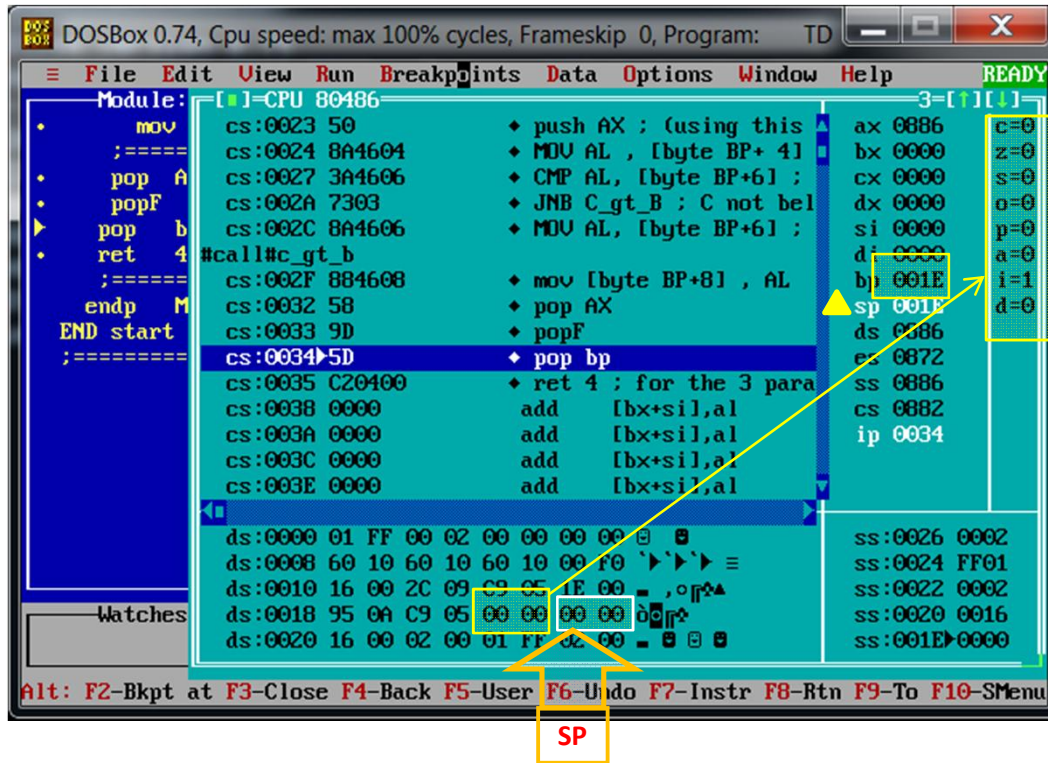 DOSBox 0.74, Cpu speed: max 100% cycles, Frameskip 0, Program: TD
≡ File Edit View Run Breakpoints Data Options Window Help READY
Module: [■]=CPU 80486 3=[↑][↓]
mov cs:0023 50 push AX ; (using this ax 0886 c=0
;===== cs:0024 8A4604 MOV AL , [byte BP+ 4] bx 0000 z=0
pop A cs:0027 3A4606 CMP AL, [byte BP+6] ; cx 0000 s=0
popF cs:002A 7303 JNB C_gt_B ; C not bel dx 0000 o=0
pop b cs:002C 8A4606 MOV AL, [byte BP+6] ; si 0000 p=0
ret 4 #call#c_gt_b di 0000 a=0
;====== cs:002F 884608 mov [byte BP+8] , AL bp 001E i=1
endp M cs:0032 58 pop AX sp 001E d=0
END start cs:0033 9D popF ds 0886
;========= cs:0034►5D pop bp es 0872
cs:0035 C20400 ret 4 ; for the 3 para ss 0886
cs:0038 0000 add [bx+si],al cs 0882
cs:003A 0000 add [bx+si],al ip 0034
cs:003C 0000 add [bx+si],al
cs:003E 0000 add [bx+si],al
ds:0000 01 FF 00 02 00 00 00 00 ss:0026 0002
ds:0008 60 10 60 10 60 10 00 F0 `►`►`► ≡ ss:0024 FF01
ds:0010 16 00 2C 09 C9 05 1E 00 ss:0022 0002
Watches ds:0018 95 0A C9 05 00 00 00 00 ss:0020 0016
ds:0020 16 00 02 00 01 FF 02 00 ss:001E►0000
Alt: F2-Bkpt at F3-Close F4-Back F5-User F6-Undo F7-Instr F8-Rtn F9-To F10-SMenu
SP